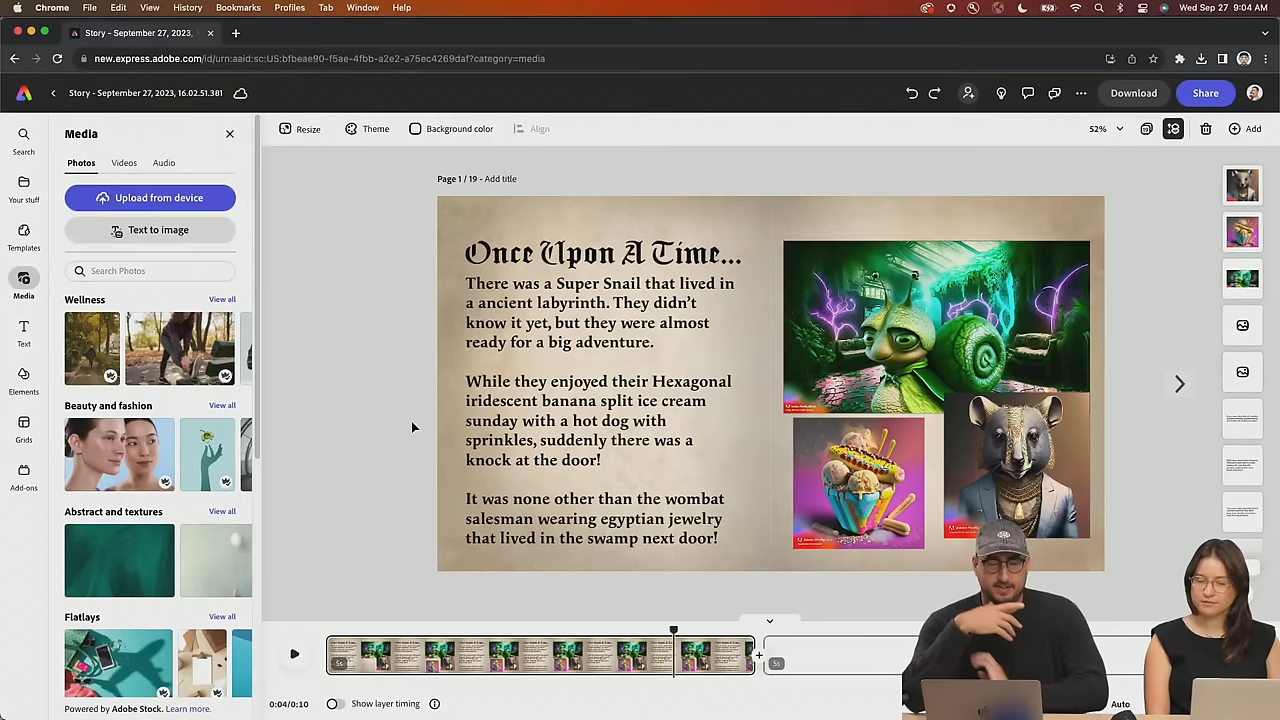 Chrome File Edit View History Bookmarks Profiles Tab Window Help
Wed Sep 27 9:04 AM
Story - September 27, 2023,
new.express.adobe.com/id/urn:aaid:sc:US:bfbeae90-f5ae-4fbb-a2e2-a75ec4269daf?category=media
Story - September 27, 2023, 16.02.51.381
Download
Share
Search
Your stuff
Templates
Media
Text
Elements
Grids
Add-ons
Media
Photos Videos Audio
Upload from device
Text to image
Search Photos
Wellness View all
Beauty and fashion View all
Abstract and textures View all
Flatlays View all
Powered by Adobe Stock. Learn more.
Resize Theme Background color Align
52%
Add
Page 1 / 19 - Add title
Once Upon A Time...
There was a Super Snail that lived in
a ancient labyrinth. They didn't
know it yet, but they were almost
ready for a big adventure.
While they enjoyed their Hexagonal
iridescent banana split ice cream
sunday with a hot dog with
sprinkles, suddenly there was a
knock at the door!
It was none other than the wombat
salesman wearing egyptian jewelry
that lived in the swamp next door!
5s
5s
0:04/0:10
Show layer timing
Auto